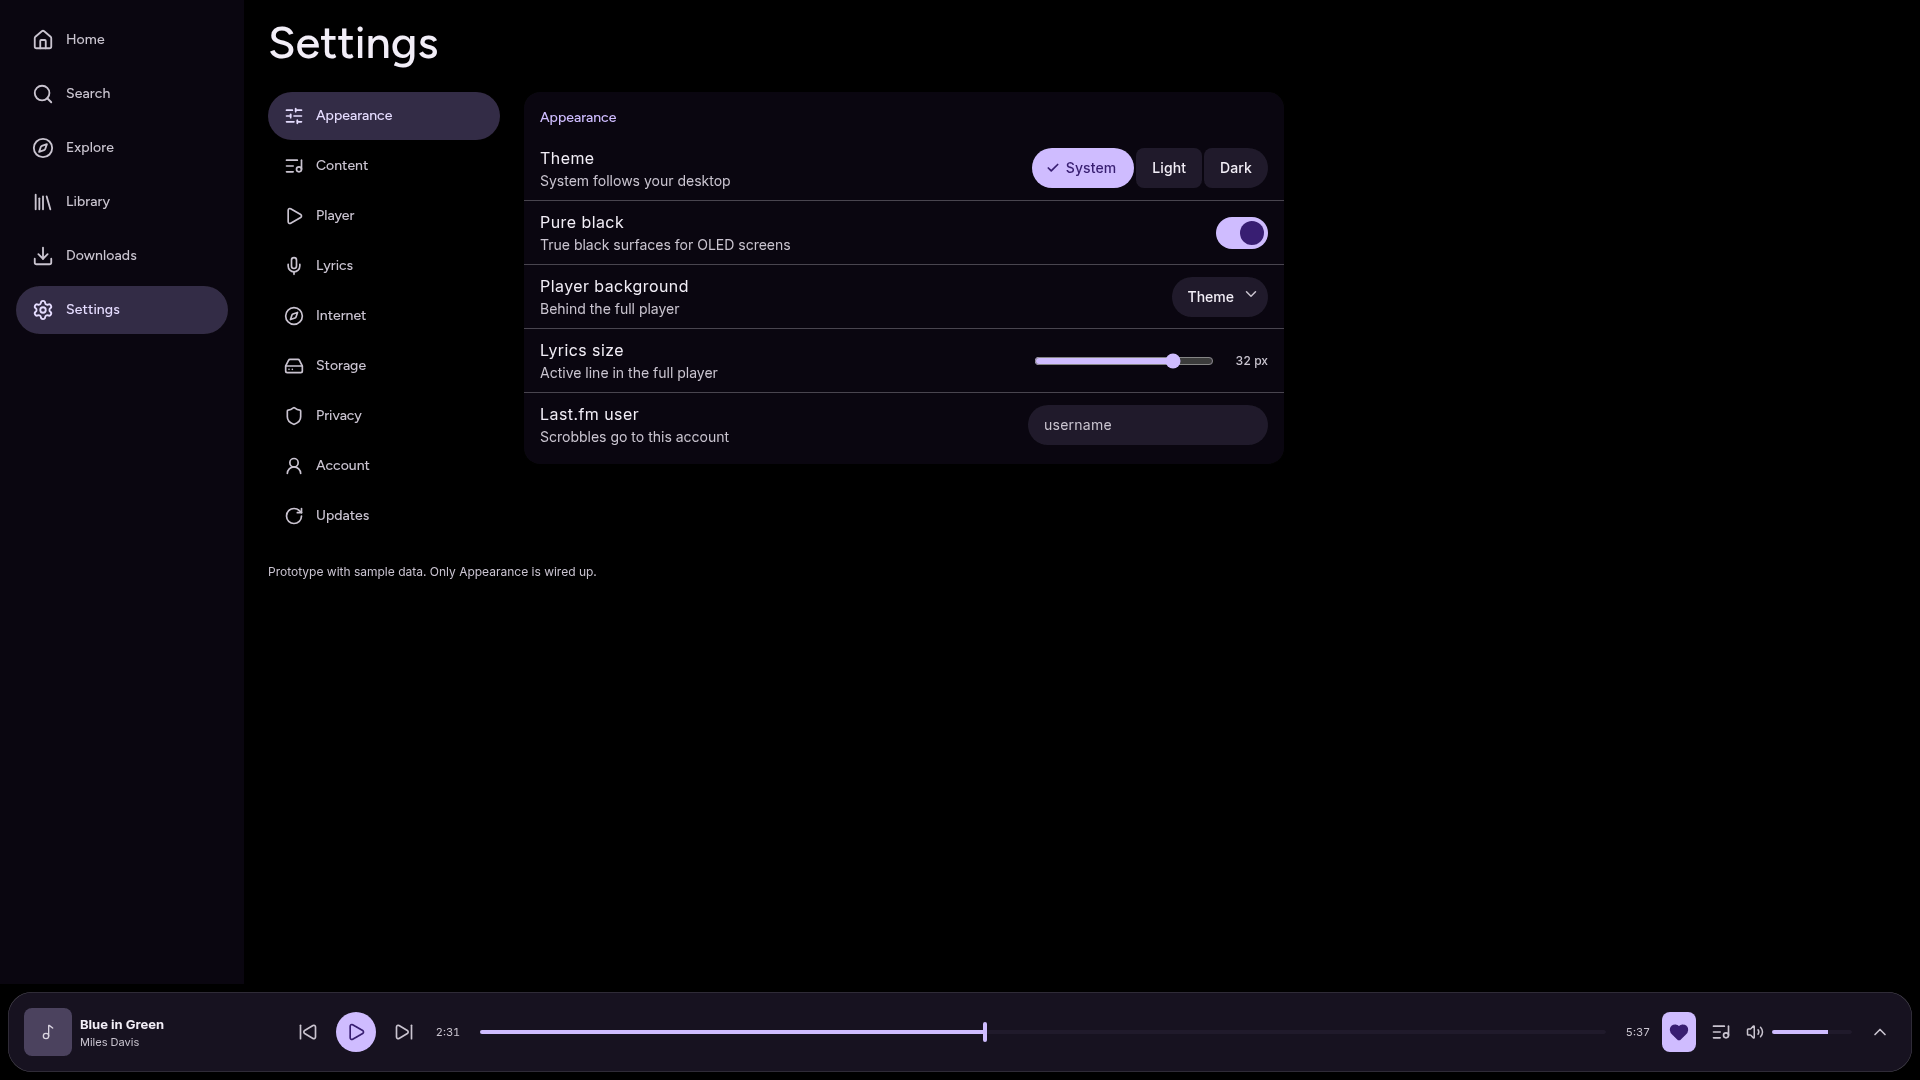 Home
Search
Explore
Library
Downloads
Settings
Settings
Appearance
Content
Player
Lyrics
Internet
Storage
Privacy
Account
Updates
Appearance
Theme
System follows your desktop
System
Light
Dark
Pure black
True black surfaces for OLED screens
Player background
Behind the full player
Theme
Lyrics size
Active line in the full player
32 px
Last.fm user
Scrobbles go to this account
username
Prototype with sample data. Only Appearance is wired up.
Blue in Green
Miles Davis
2:31
5:37